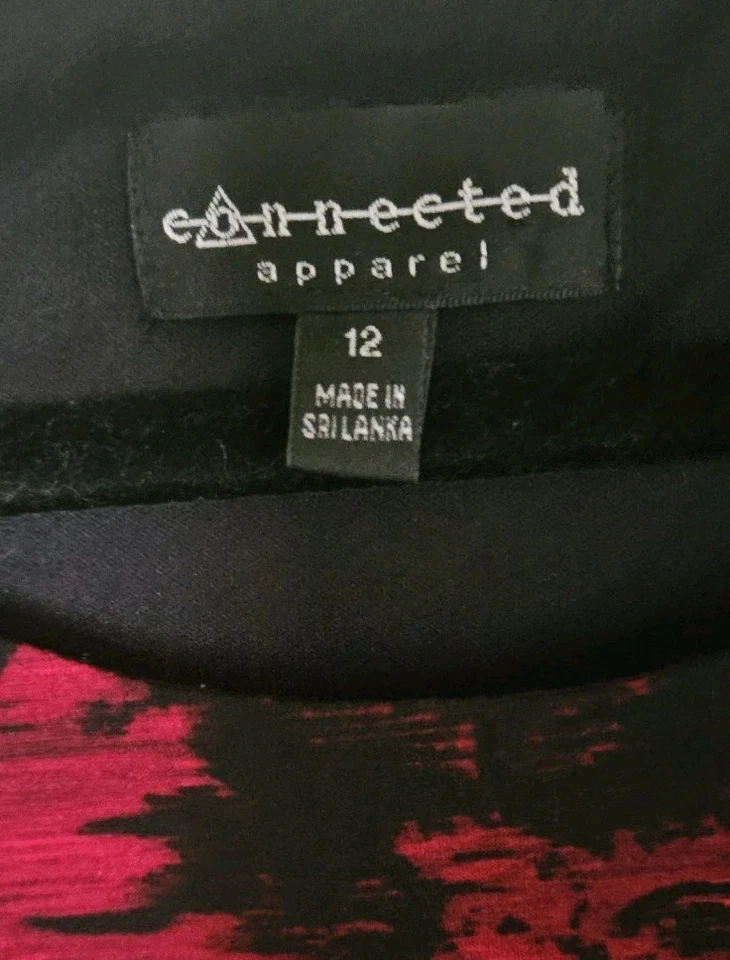 connected
apparel
12
MADE IN
SRI LANKA